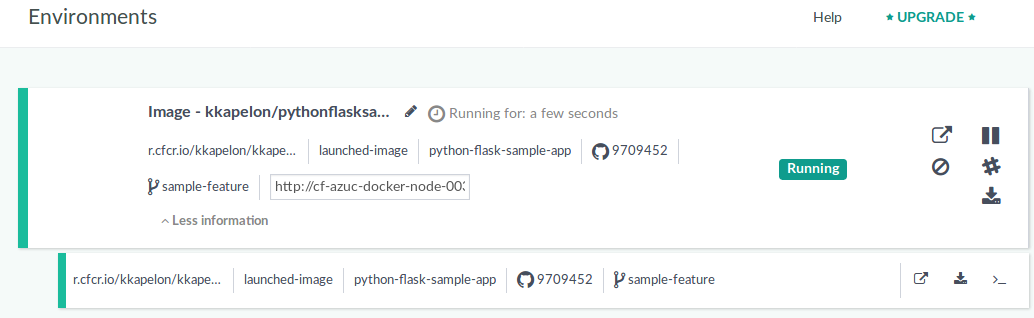 Environments
Help
UPGRADE
Image - kkapelon/pythonflasksa...
Running for: a few seconds
r.cfcr.io/kkapelon/kkape... launched-image python-flask-sample-app 9709452
Running
sample-feature http://cf-azuc-docker-node-003
Less information
r.cfcr.io/kkapelon/kkape... launched-image python-flask-sample-app 9709452 sample-feature